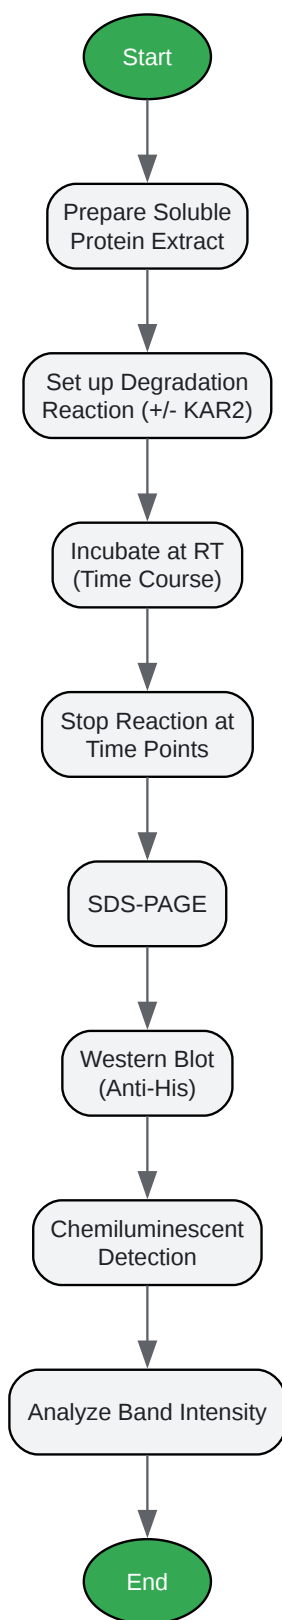 Start
Prepare Soluble
Protein Extract
Set up Degradation
Reaction (+/- KAR2)
Incubate at RT
(Time Course)
Stop Reaction at
Time Points
SDS-PAGE
Western Blot
(Anti-His)
Chemiluminescent
Detection
Analyze Band Intensity
End